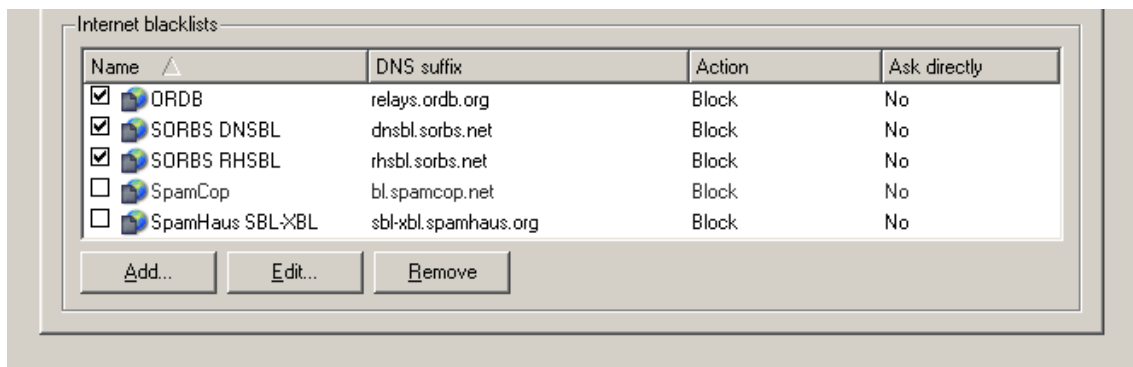 Internet blacklists
Name DNS suffix Action Ask directly
ORDB relays.ordb.org Block No
SORBS DNSBL dnsbl.sorbs.net Block No
SORBS RHSBL rhsbl.sorbs.net Block No
SpamCop bl.spamcop.net Block No
SpamHaus SBL-XBL sbl-xbl.spamhaus.org Block No
Add... Edit... Remove